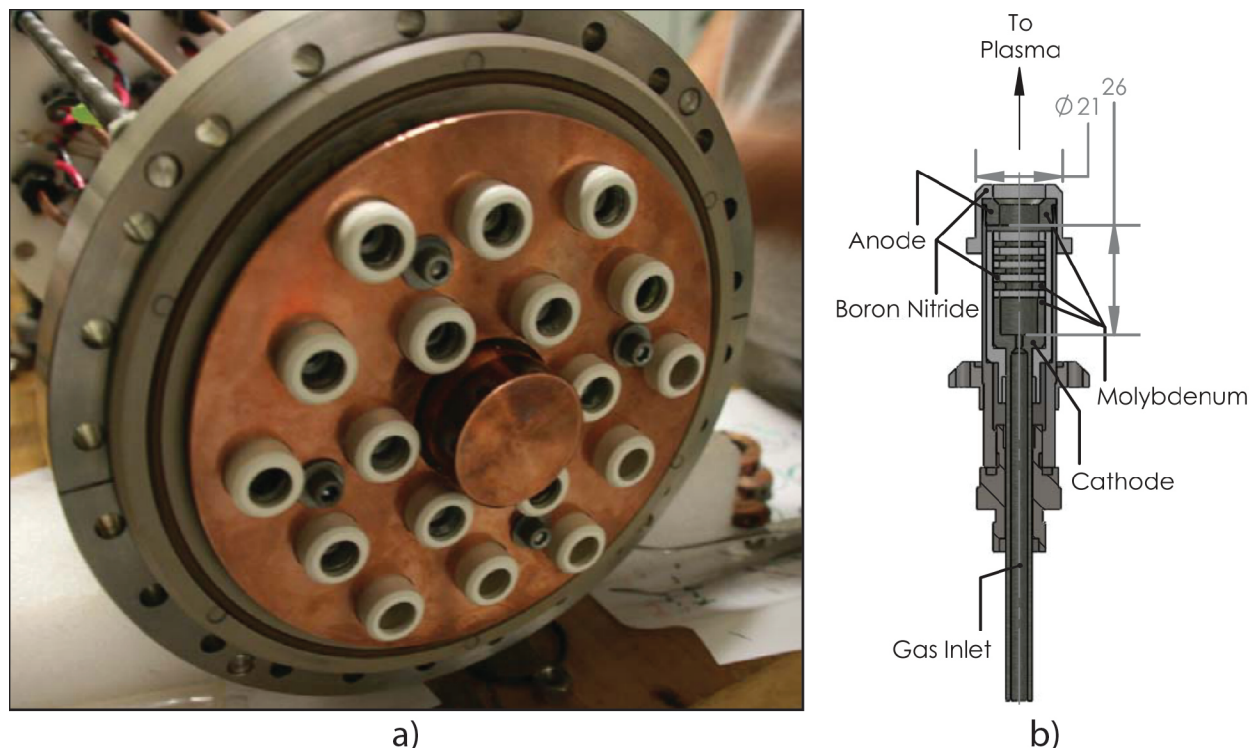 To
Plasma
Ø21
26
Anode
Boron Nitride
Molybdenum
Cathode
Gas Inlet
a)
b)